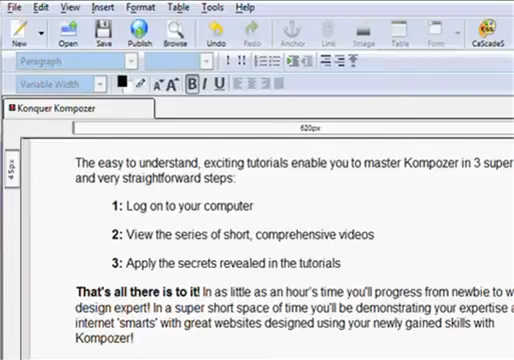 File Edit View Insert Format Table Tools Help
New Open Save Publish Browse Undo Redo Anchor Link Image Table Form CaScadeS
Paragraph
Variable Width B I U
Konquer Kompozer
620px
45px
The easy to understand, exciting tutorials enable you to master Kompozer in 3 super
and very straightforward steps:
1: Log on to your computer
2: View the series of short, comprehensive videos
3: Apply the secrets revealed in the tutorials
That's all there is to it! In as little as an hour's time you'll progress from newbie to w
design expert! In a super short space of time you'll be demonstrating your expertise a
internet 'smarts' with great websites designed using your newly gained skills with
Kompozer!